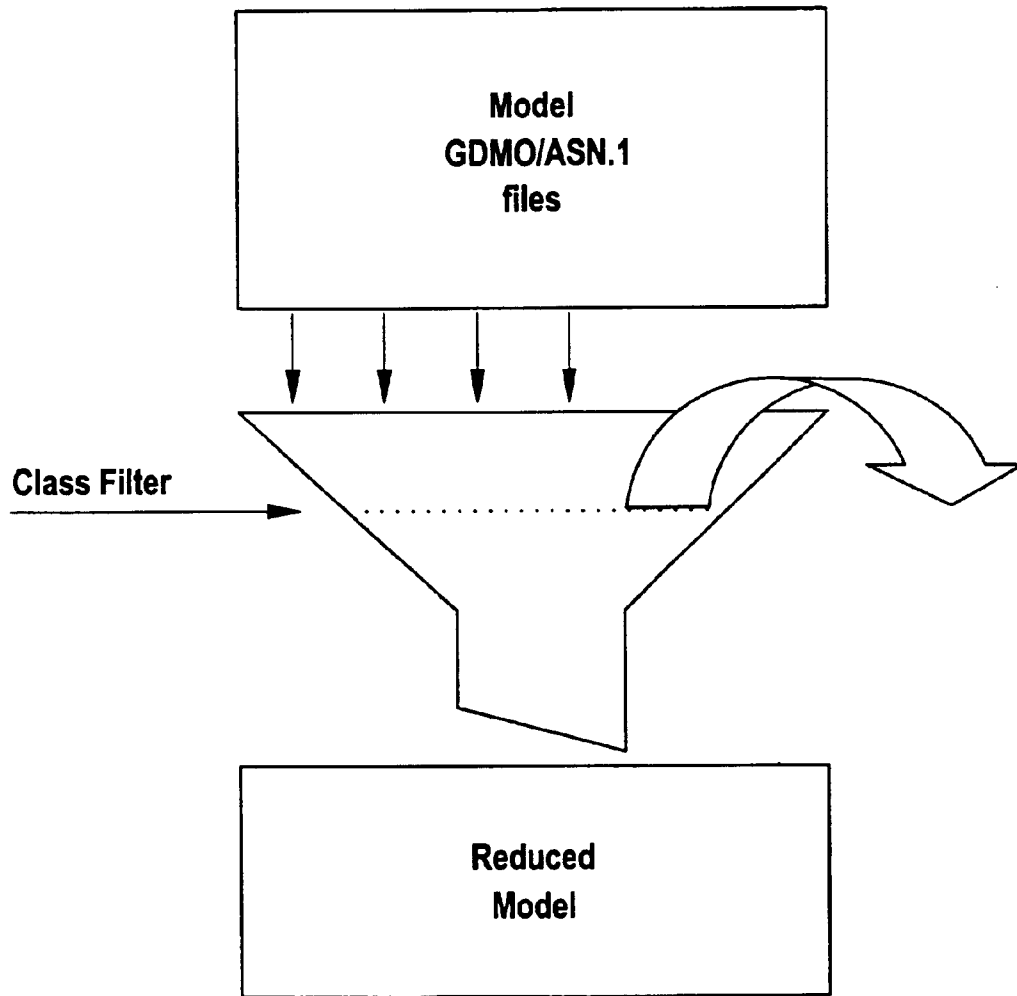 Model
GDMO/ASN.1
files
Class Filter
Reduced
Model